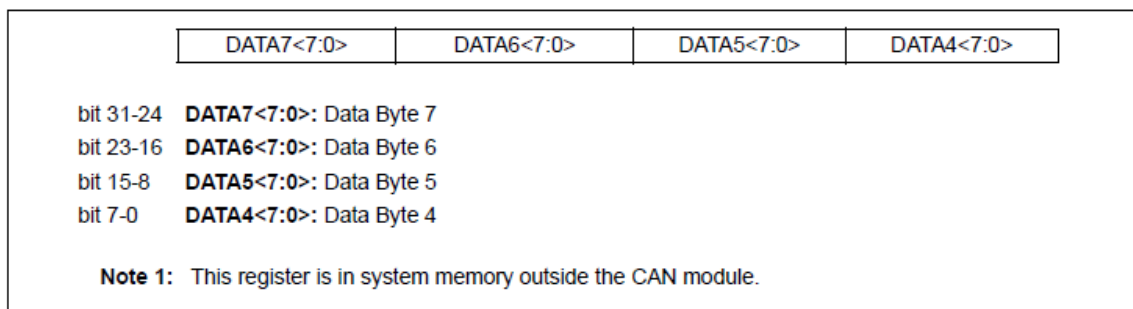 DATA7<7:0> DATA6<7:0> DATA5<7:0> DATA4<7:0>
bit 31-24 DATA7<7:0>: Data Byte 7
bit 23-16 DATA6<7:0>: Data Byte 6
bit 15-8 DATA5<7:0>: Data Byte 5
bit 7-0 DATA4<7:0>: Data Byte 4
Note 1: This register is in system memory outside the CAN module.